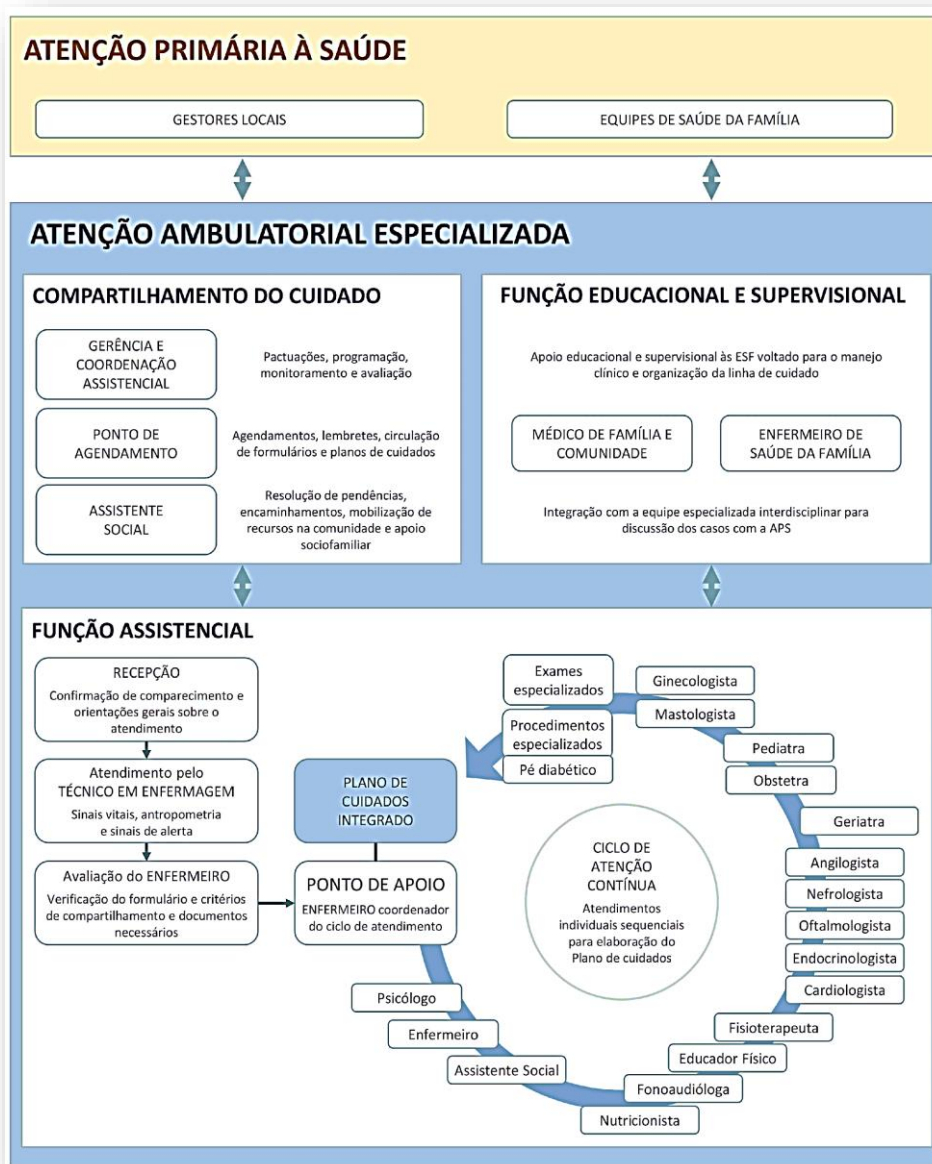 ATENÇÃO PRIMÁRIA À SAÚDE
GESTORES LOCAIS
EQUIPES DE SAÚDE DA FAMÍLIA
ATENÇÃO AMBULATORIAL ESPECIALIZADA
COMPARTILHAMENTO DO CUIDADO
GERÊNCIA E
COORDENAÇÃO
ASSISTENCIAL
Pactuações, programação,
monitoramento e avaliação
PONTO DE
AGENDAMENTO
Agendamentos, lembretes, circulação
de formulários e planos de cuidados
ASSISTENTE
SOCIAL
Resolução de pendências,
encaminhamentos, mobilização de
recursos na comunidade e apoio
sociofamiliar
FUNÇÃO EDUCACIONAL E SUPERVISIONAL
Apoio educacional e supervisional às ESF voltado para o manejo
clínico e organização da linha de cuidado
MÉDICO DE FAMÍLIA E
COMUNIDADE
ENFERMEIRO DE
SAÚDE DA FAMÍLIA
Integração com a equipe especializada interdisciplinar para
discussão dos casos com a APS
FUNÇÃO ASSISTENCIAL
RECEPÇÃO
Confirmação de comparecimento e
orientações gerais sobre o
atendimento
Atendimento pelo
TÉCNICO EM ENFERMAGEM
Sinais vitais, antropometria
e sinais de alerta
Avaliação do ENFERMEIRO
Verificação do formulário e critérios
de compartilhamento e documentos
necessários
PLANO DE
CUIDADOS
INTEGRADO
PONTO DE APOIO
ENFERMEIRO coordenador
do ciclo de atendimento
CICLO DE
ATENÇÃO
CONTÍNUA
Atendimentos
individuais sequenciais
para elaboração do
Plano de cuidados
Exames
especializados
Procedimentos
especializados
Pé diabético
Ginecologista
Mastologista
Pediatra
Obstetra
Geriatra
Angilogista
Nefrologista
Oftalmologista
Endocrinologista
Cardiologista
Fisioterapeuta
Educador Físico
Fonoaudióloga
Nutricionista
Assistente Social
Enfermeiro
Psicólogo